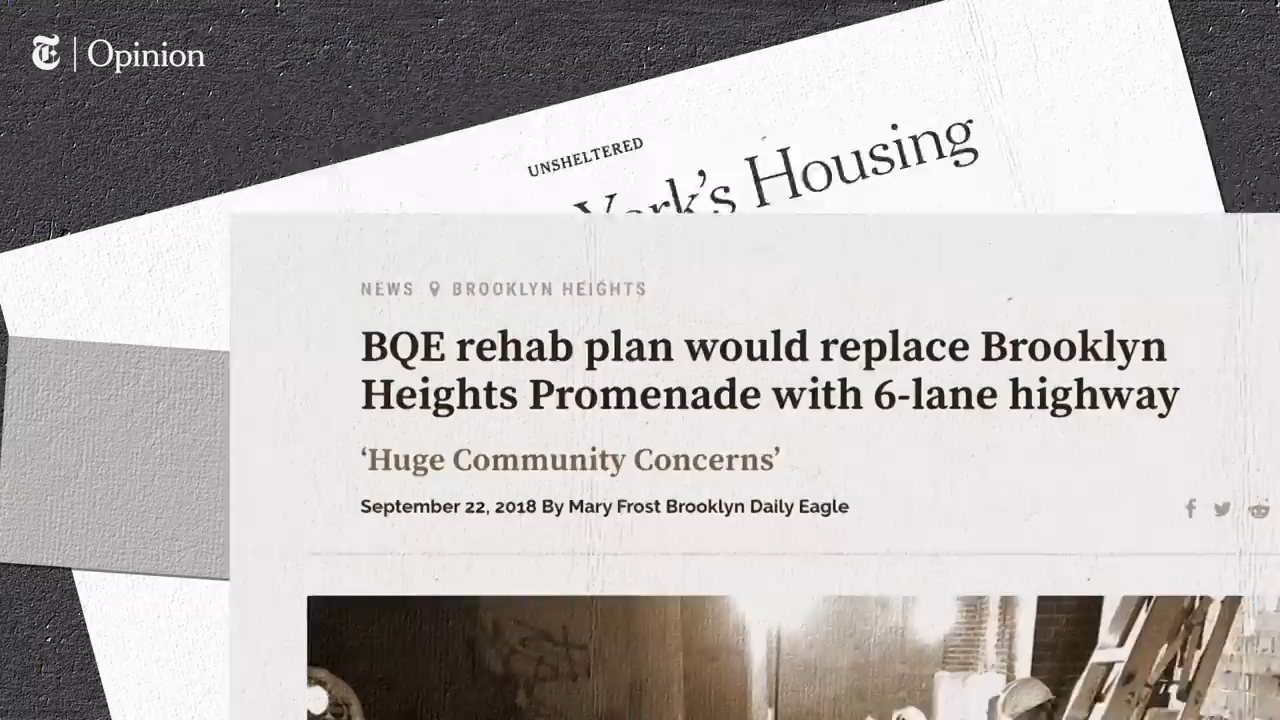 T | Opinion
UNSHELTERED
York's Housing
NEWS BROOKLYN HEIGHTS
BQE rehab plan would replace Brooklyn
Heights Promenade with 6-lane highway
‘Huge Community Concerns’
September 22, 2018 By Mary Frost Brooklyn Daily Eagle